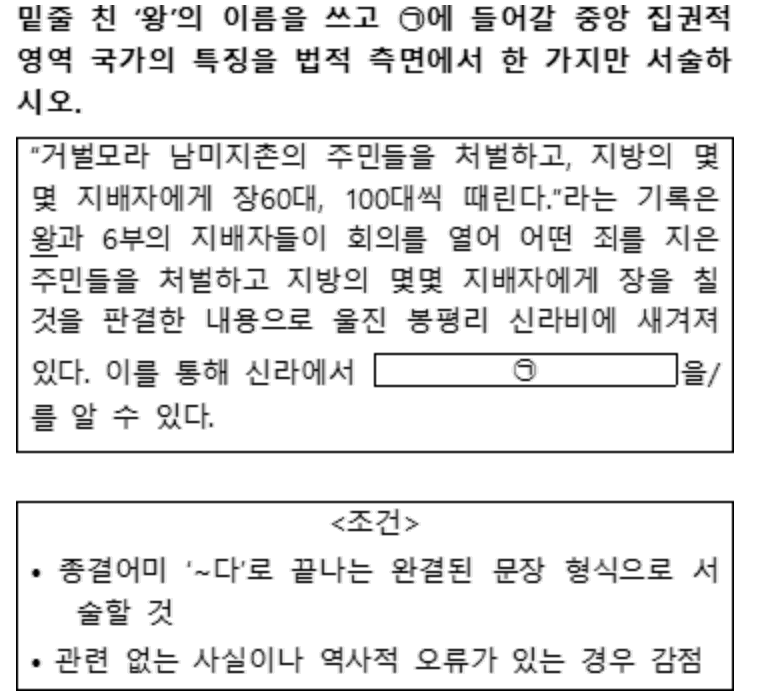 밑줄 친 ‘왕’의 이름을 쓰고 ㉠에 들어갈 중앙 집권적
영역 국가의 특징을 법적 측면에서 한 가지만 서술하
시오.
“거벌모라 남미지촌의 주민들을 처벌하고, 지방의 몇
몇 지배자에게 장60대, 100대씩 때린다.”라는 기록은
왕과 6부의 지배자들이 회의를 열어 어떤 죄를 지은
주민들을 처벌하고 지방의 몇몇 지배자에게 장을 칠
것을 판결한 내용으로 울진 봉평리 신라비에 새겨져
있다. 이를 통해 신라에서 ㉠ 을/
를 알 수 있다.
<조건>
• 종결어미 ‘~다’로 끝나는 완결된 문장 형식으로 서
술할 것
• 관련 없는 사실이나 역사적 오류가 있는 경우 감점